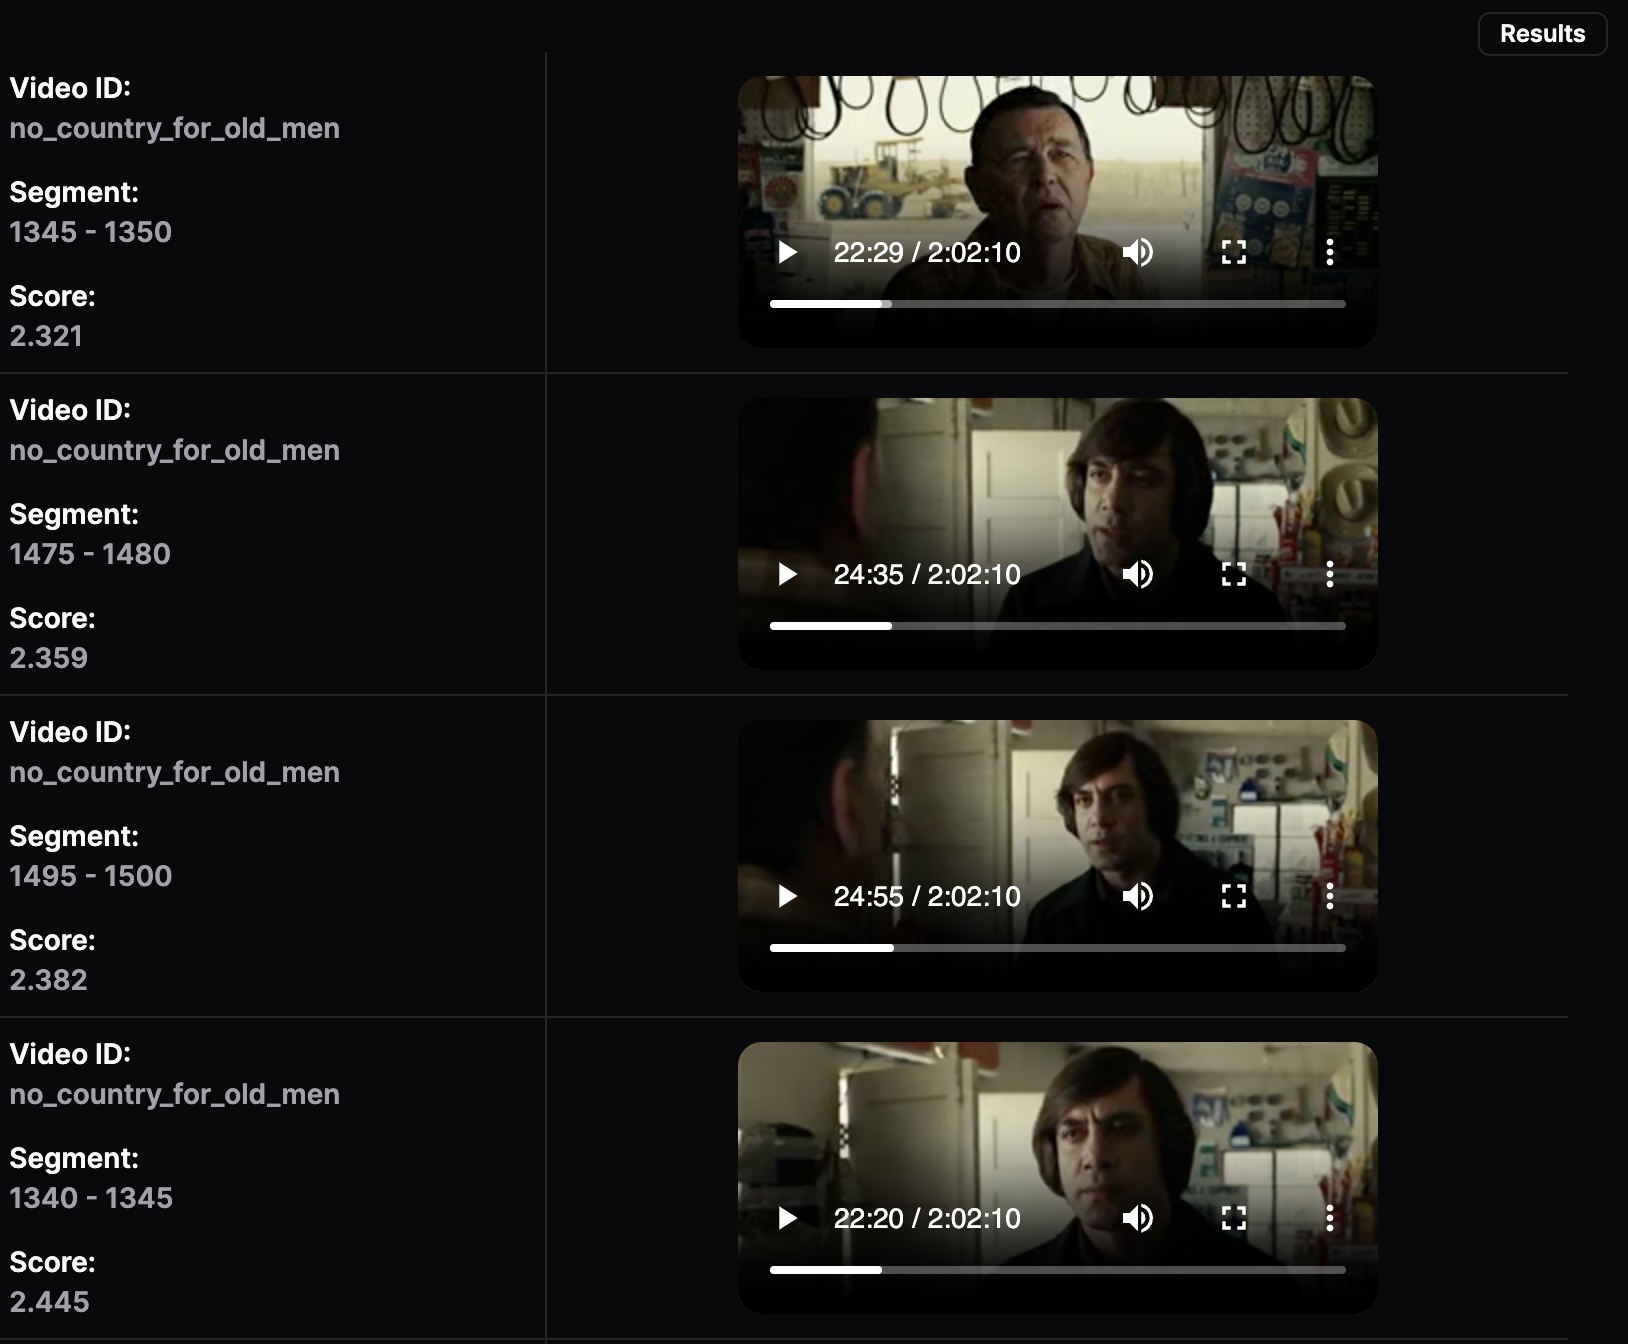 Results
Video ID:
no_country_for_old_men
Segment:
1345 - 1350
Score:
2.321
22:29 / 2:02:10
Video ID:
no_country_for_old_men
Segment:
1475 - 1480
Score:
2.359
24:35 / 2:02:10
Video ID:
no_country_for_old_men
Segment:
1495 - 1500
Score:
2.382
24:55 / 2:02:10
Video ID:
no_country_for_old_men
Segment:
1340 - 1345
Score:
2.445
22:20 / 2:02:10